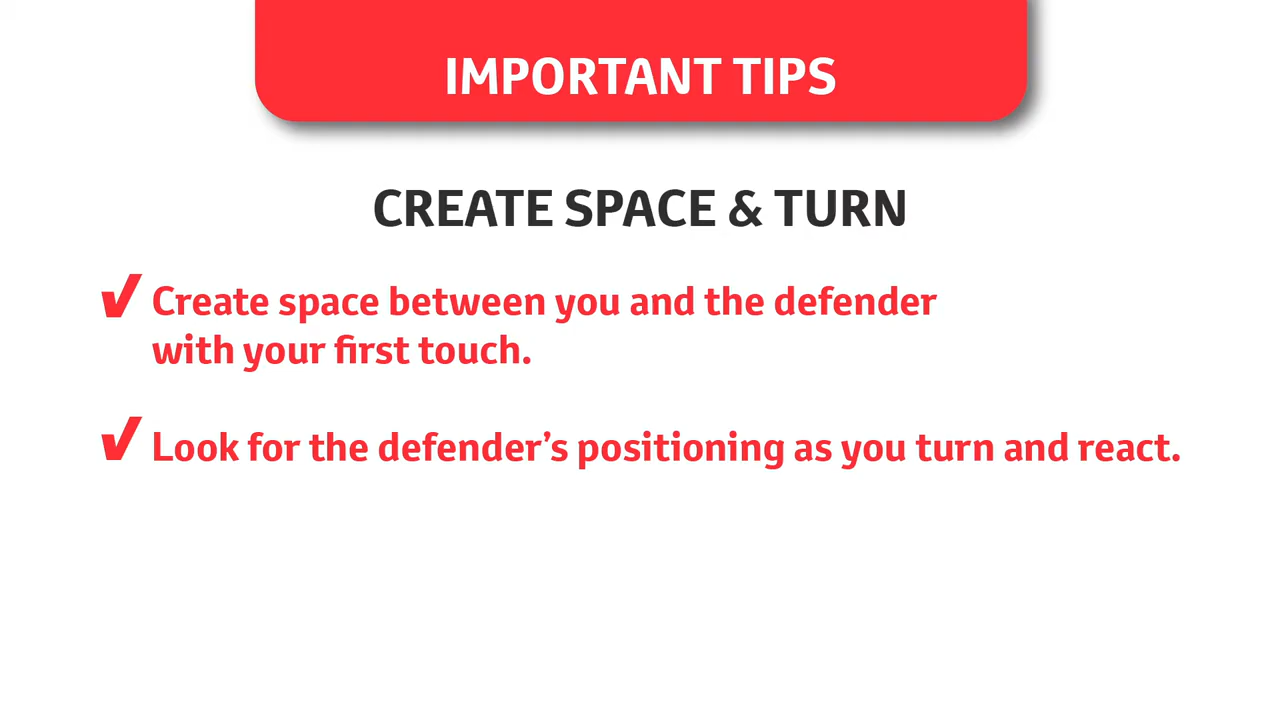 IMPORTANT TIPS
CREATE SPACE & TURN
✔ Create space between you and the defender
with your first touch.
✔ Look for the defender’s positioning as you turn and react.